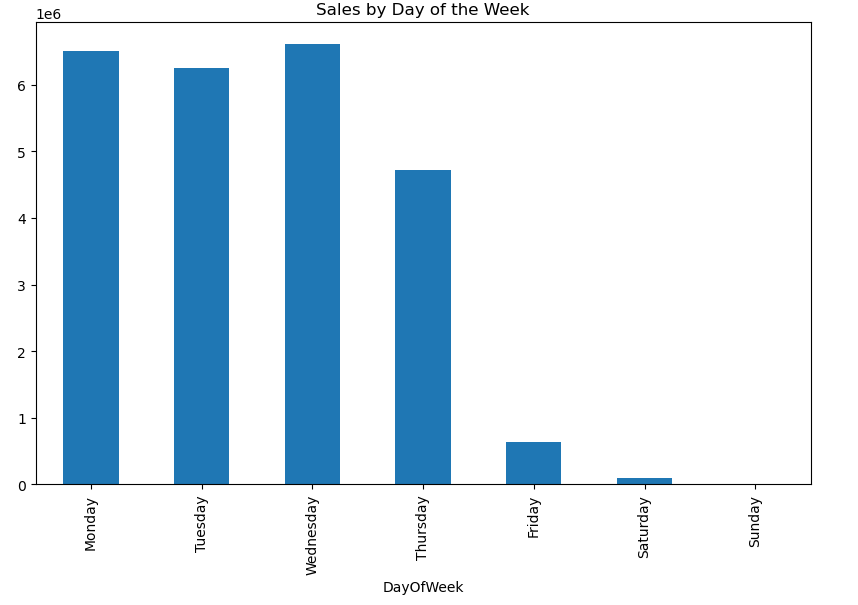 Sales by Day of the Week
1e6
6
5
4
3
2
1
0
Monday
Tuesday
Wednesday
Thursday
Friday
Saturday
Sunday
DayOfWeek